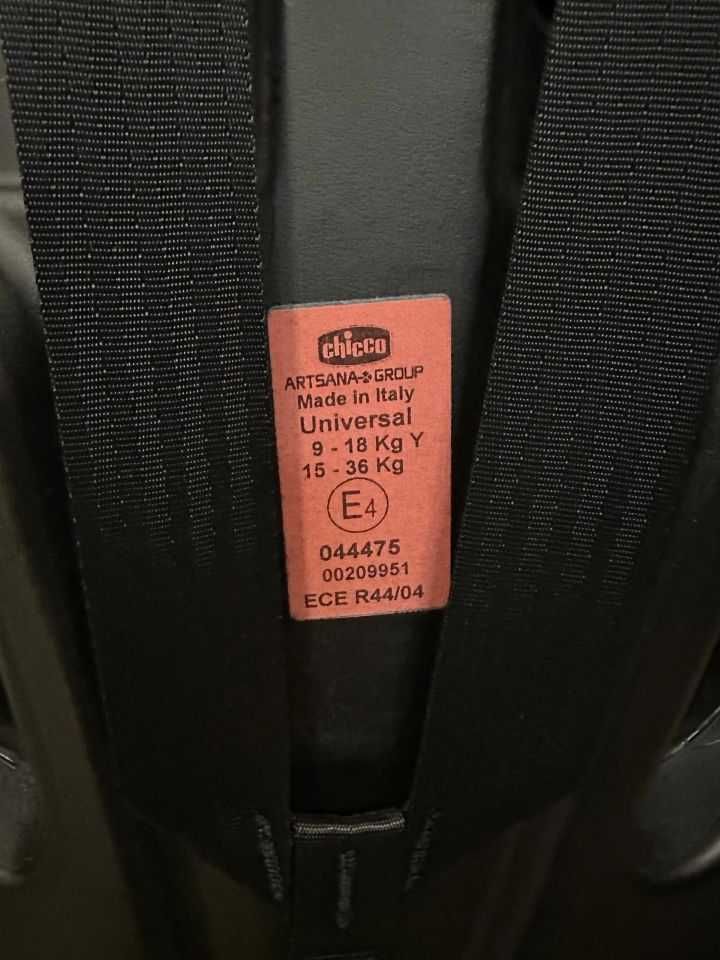 chicco
ARTSANA GROUP
Made in Italy
Universal
9 - 18 Kg Y
15 - 36 Kg
E4
044475
00209951
ECE R44/04